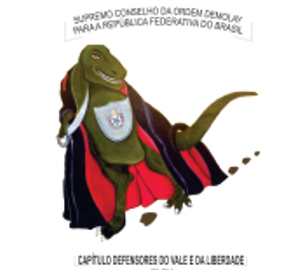 SUPREMO CONSELHO DA ORDEM DEMOLAY
PARA A REPÚBLICA FEDERATIVA DO BRASIL
CAPÍTULO DEFENSORES DO VALE E DA LIBERDADE